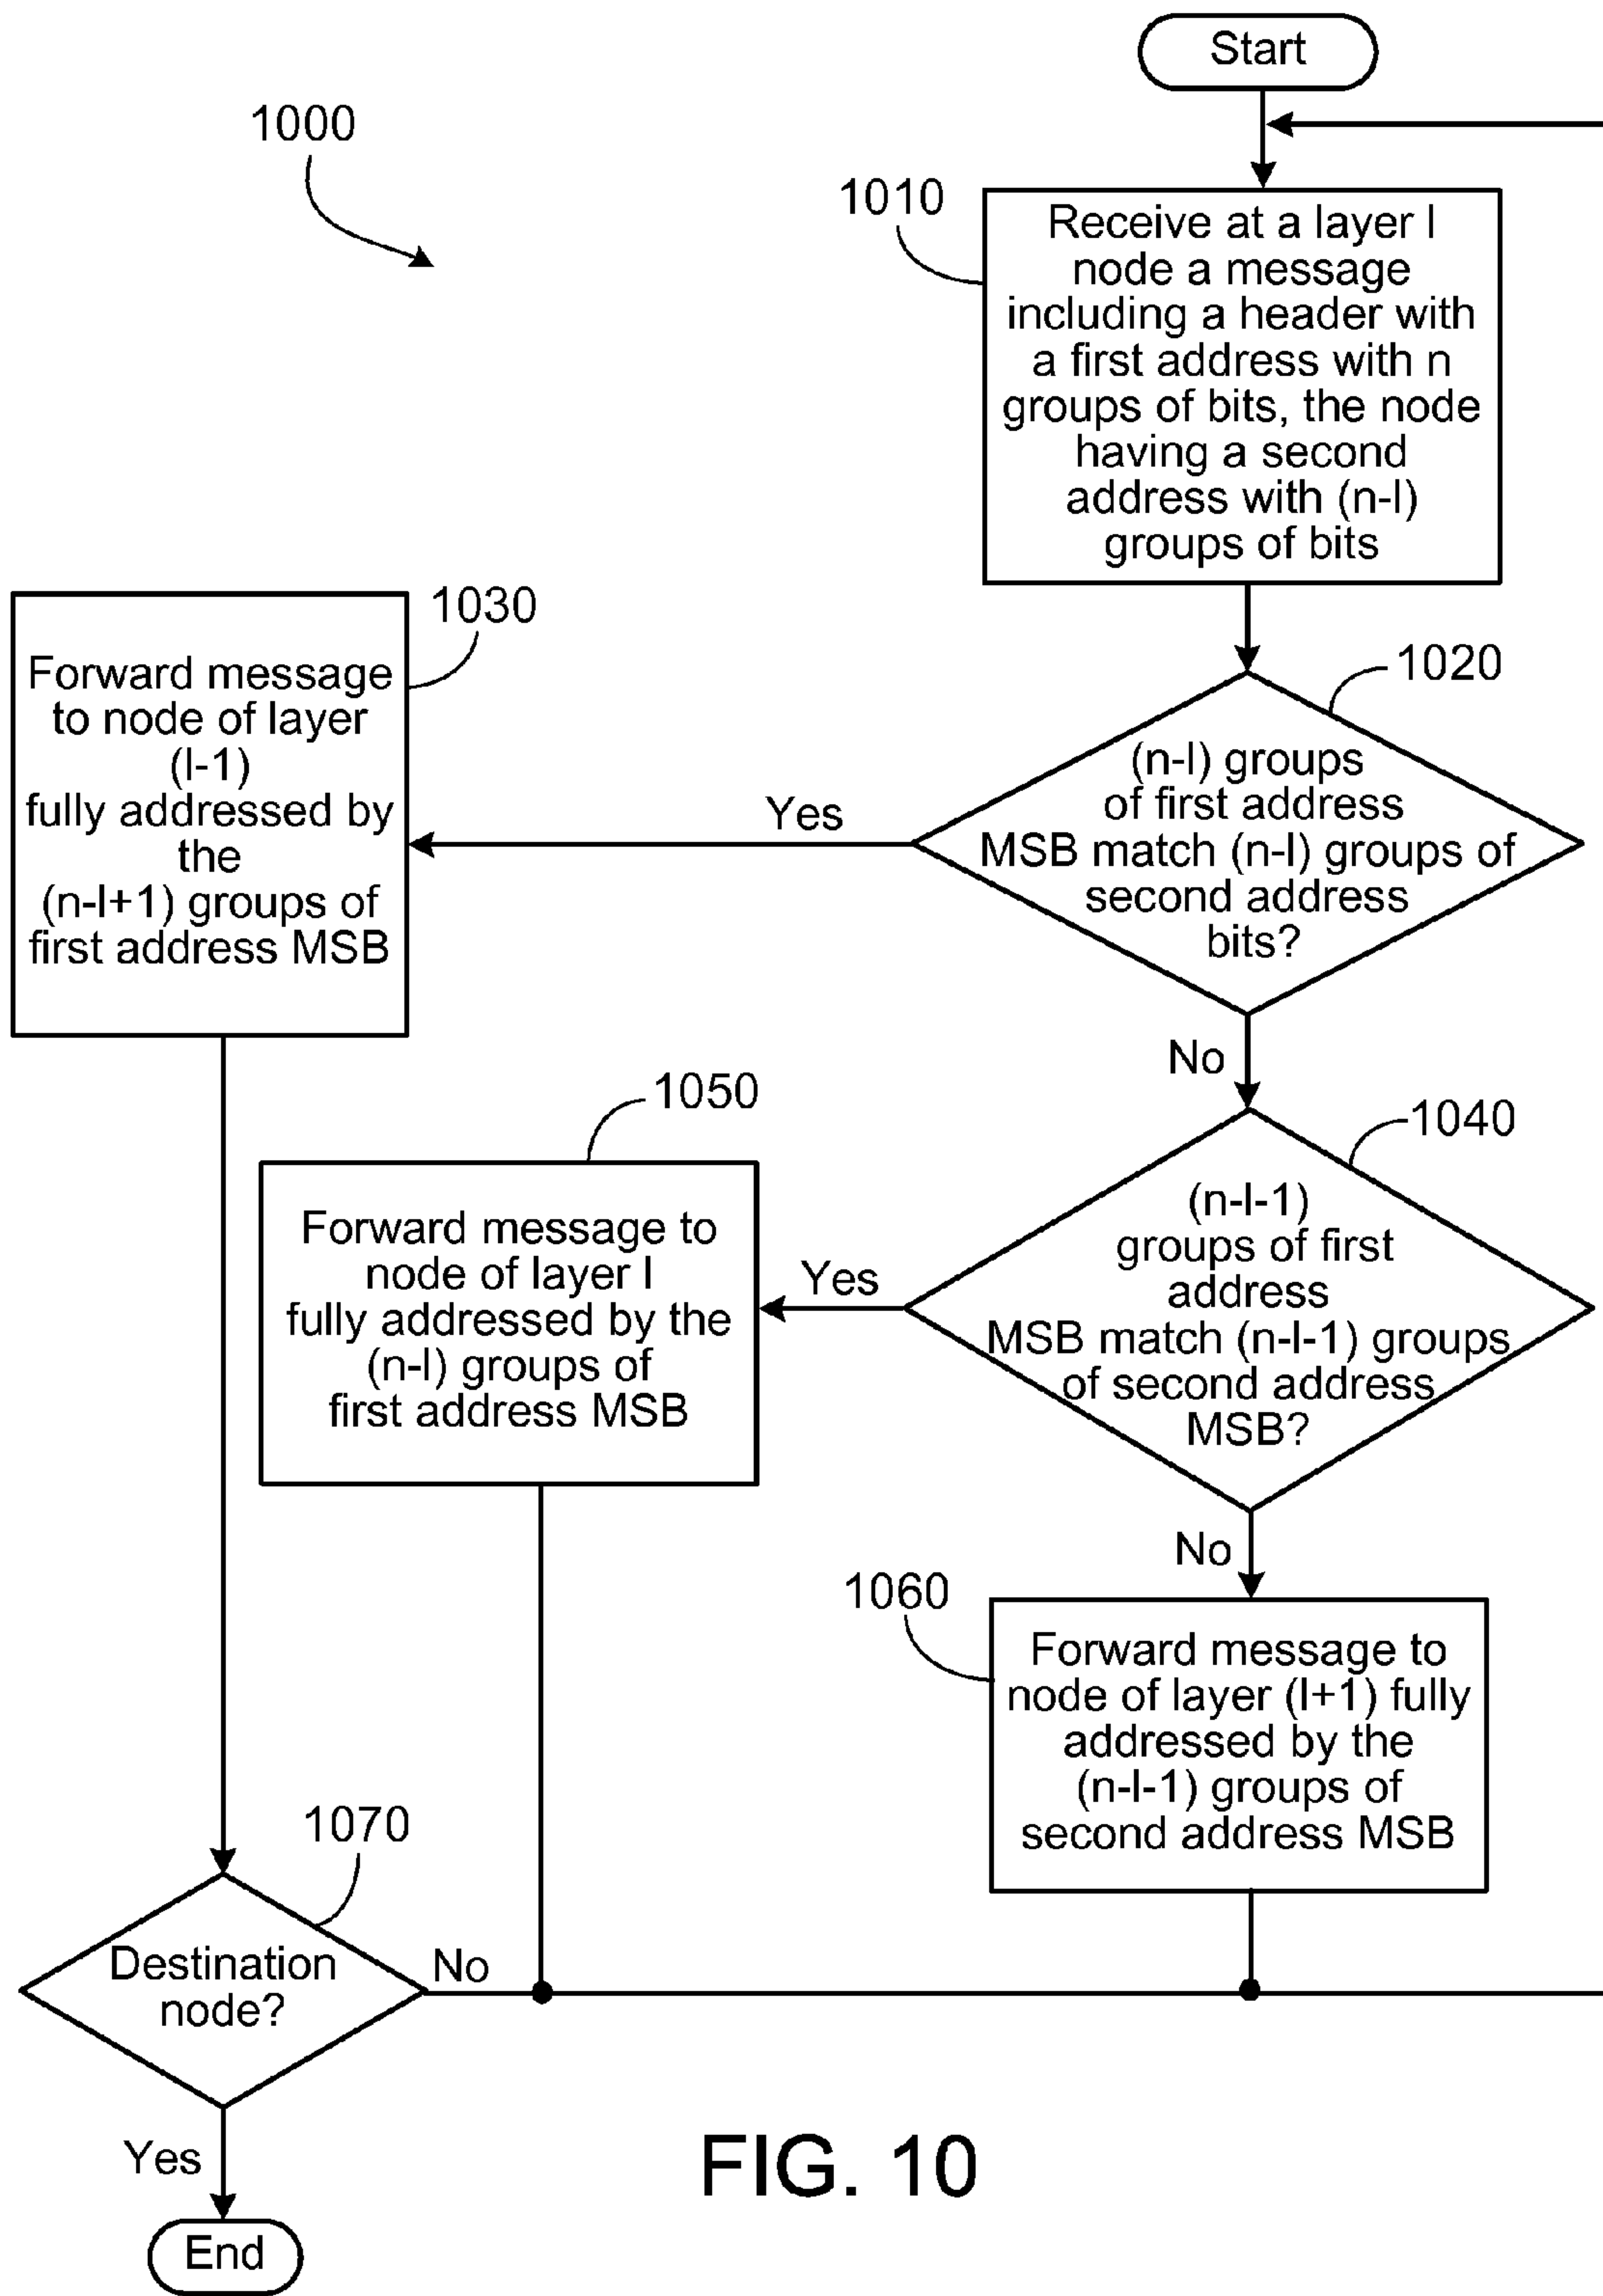 Start
1000
1010
Receive at a layer l
node a message
including a header with
a first address with n
groups of bits, the node
having a second
address with (n-l)
groups of bits
1030
Forward message
to node of layer
(l-1)
fully addressed by
the
(n-l+1) groups of
first address MSB
1020
(n-l) groups
of first address
MSB match (n-l) groups of
second address
bits?
Yes
No
1050
Forward message to
node of layer l
fully addressed by the
(n-l) groups of
first address MSB
1040
(n-l-1)
groups of first
address
MSB match (n-l-1) groups
of second address
MSB?
Yes
No
1060
Forward message to
node of layer (l+1) fully
addressed by the
(n-l-1) groups of
second address MSB
1070
Destination
node?
No
Yes
End
FIG. 10